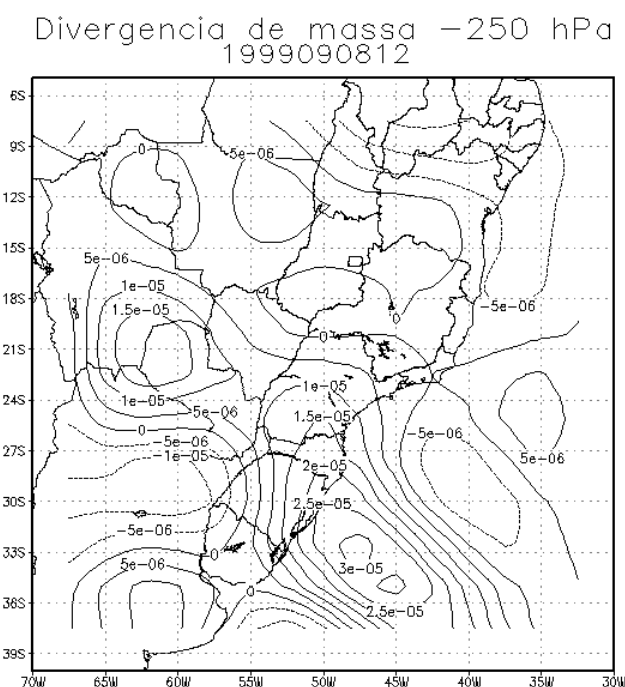 Divergencia de massa −250 hPa
1999090812
6S
9S
0
5e−06
12S
15S
5e−06
1e−05
18S
1.5e−05
0
−5e−06
0
21S
1e−05
1e−05
24S
5e−06
1.5e−05
0
−5e−06
−5e−06
27S
−1e−05
2e−05
5e−06
30S
2.5e−05
−5e−06
33S
0
5e−06
3e−05
0
36S
2.5e−05
39S
70W 65W 60W 55W 50W 45W 40W 35W 30W